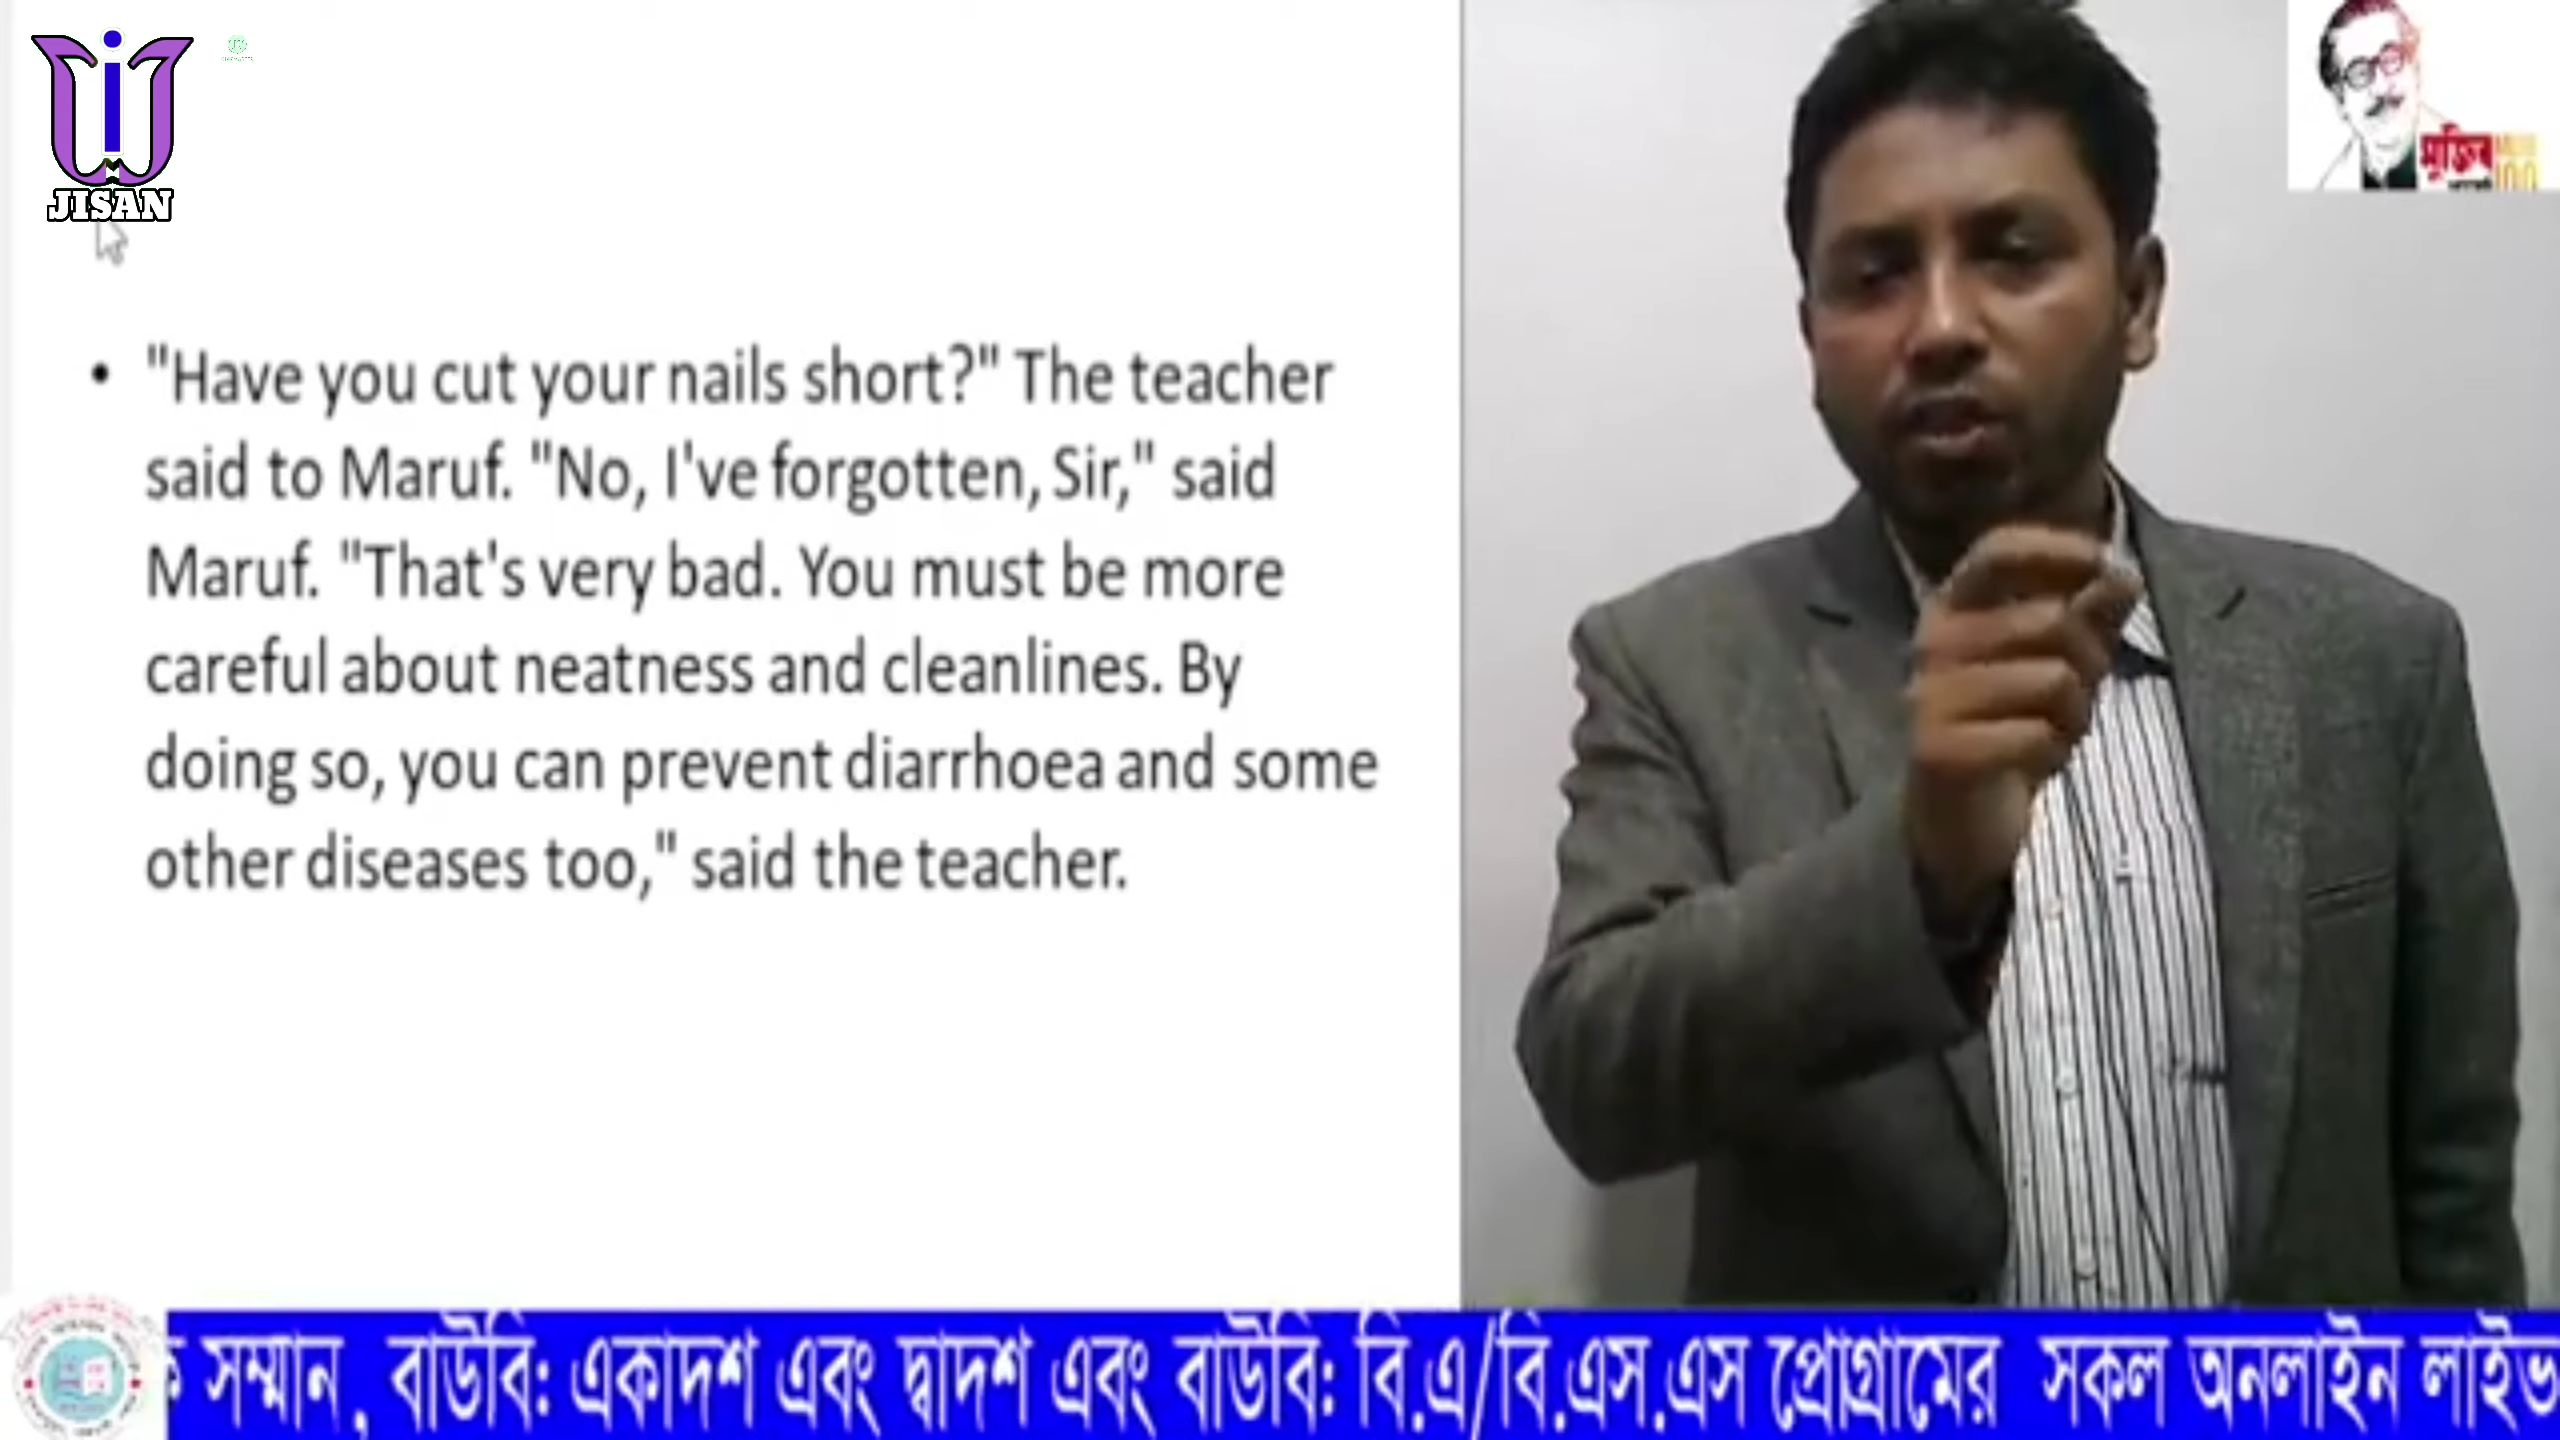 JISAN
• "Have you cut your nails short?" The teacher
said to Maruf. "No, I've forgotten, Sir," said
Maruf. "That's very bad. You must be more
careful about neatness and cleanlines. By
doing so, you can prevent diarrhoea and some
other diseases too," said the teacher.
মুজিব
100
সম্মান, বাউবি: একাদশ এবং দ্বাদশ এবং বাউবি: বি.এ/বি.এস.এস প্রোগ্রামের সকল অনলাইন লাইভ